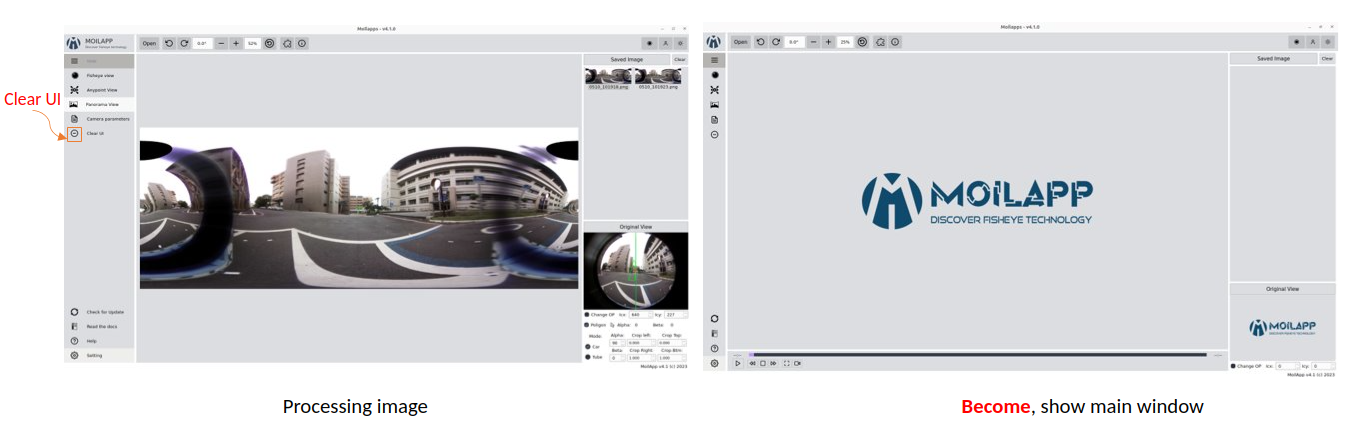 Clear UI
Moilapps - v4.1.0
MOILAPP
Discover fisheye technology
Open
0.0°
52%
Fisheye view
Anypoint View
Panorama View
Camera parameters
Clear UI
Check for Update
Read the docs
Help
Setting
Saved Image
Clear
0510_101918.png
0510_101923.png
Original View
Change OP
Icx:
640
Icy:
227
Poligon
Alpha:
0
Beta:
0
Mode:
Car
Tube
Alpha:
Crop left:
Crop Top:
90
0.000
0.000
Beta:
Crop Right:
Crop Btm:
0
1.000
1.000
MoilApp v4.1 (c) 2023
Processing image
Moilapps - v4.1.0
Open
0.0°
25%
Saved Image
Clear
MOILAPP
DISCOVER FISHEYE TECHNOLOGY
Original View
MOILAPP
Change OP
Icx:
0
Icy:
0
MoilApp v4.1 (c) 2023
Become, show main window